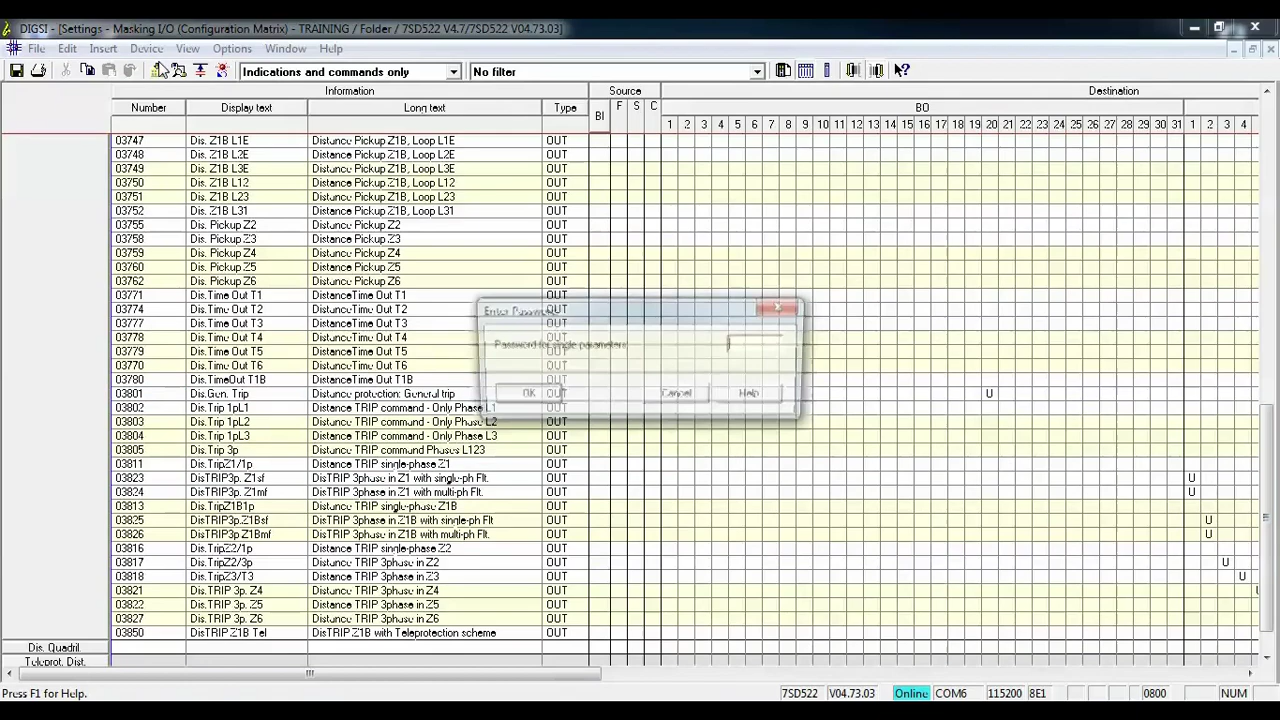 DIGSI - [Settings - Masking I/O (Configuration Matrix) - TRAINING / Folder / 7SD522 V4.7/7SD522 V04.73.03]
File Edit Insert Device View Options Window Help
Indications and commands only No filter
Information Source Destination
Number Display text Long text Type BI F S C BO
1 2 3 4 5 6 7 8 9 10 11 12 13 14 15 16 17 18 19 20 21 22 23 24 25 26 27 28 29 30 31 1 2 3 4
03747 Dis. Z1B L1E Distance Pickup Z1B, Loop L1E OUT
03748 Dis. Z1B L2E Distance Pickup Z1B, Loop L2E OUT
03749 Dis. Z1B L3E Distance Pickup Z1B, Loop L3E OUT
03750 Dis. Z1B L12 Distance Pickup Z1B, Loop L12 OUT
03751 Dis. Z1B L23 Distance Pickup Z1B, Loop L23 OUT
03752 Dis. Z1B L31 Distance Pickup Z1B, Loop L31 OUT
03755 Dis. Pickup Z2 Distance Pickup Z2 OUT
03758 Dis. Pickup Z3 Distance Pickup Z3 OUT
03759 Dis. Pickup Z4 Distance Pickup Z4 OUT
03760 Dis. Pickup Z5 Distance Pickup Z5 OUT
03762 Dis. Pickup Z6 Distance Pickup Z6 OUT
03771 Dis.Time Out T1 DistanceTime Out T1 OUT
03774 Dis.Time Out T2 DistanceTime Out T2 OUT
03777 Dis.Time Out T3 DistanceTime Out T3 OUT
03778 Dis.Time Out T4 DistanceTime Out T4 OUT
03779 Dis.Time Out T5 DistanceTime Out T5 OUT
03770 Dis.Time Out T6 DistanceTime Out T6 OUT
03780 Dis.TimeOut T1B DistanceTime Out T1B OUT
03801 Dis.Gen. Trip Distance protection: General trip OUT U
03802 Dis.Trip 1pL1 Distance TRIP command - Only Phase L1 OUT
03803 Dis.Trip 1pL2 Distance TRIP command - Only Phase L2 OUT
03804 Dis.Trip 1pL3 Distance TRIP command - Only Phase L3 OUT
03805 Dis.Trip 3p Distance TRIP command Phases L123 OUT
03811 Dis.TripZ1/1p Distance TRIP single-phase Z1 OUT
03823 DisTRIP3p. Z1sf DisTRIP 3phase in Z1 with single-ph Flt. OUT U
03824 DisTRIP3p. Z1mf DisTRIP 3phase in Z1 with multi-ph Flt. OUT U
03813 Dis.TripZ1B1p Distance TRIP single-phase Z1B OUT
03825 DisTRIP3p.Z1Bsf DisTRIP 3phase in Z1B with single-ph Flt OUT U
03826 DisTRIP3p Z1Bmf DisTRIP 3phase in Z1B with multi-ph Flt. OUT U
03816 Dis.TripZ2/1p Distance TRIP single-phase Z2 OUT
03817 Dis.TripZ2/3p Distance TRIP 3phase in Z2 OUT U
03818 Dis.TripZ3/T3 Distance TRIP 3phase in Z3 OUT U
03821 Dis.TRIP 3p. Z4 Distance TRIP 3phase in Z4 OUT
03822 Dis.TRIP 3p. Z5 Distance TRIP 3phase in Z5 OUT
03827 Dis.TRIP 3p. Z6 Distance TRIP 3phase in Z6 OUT
03850 DisTRIP Z1B Tel DisTRIP Z1B with Teleprotection scheme OUT
Dis. Quadril.
Teleprot. Dist.
Enter Password
Password for single parameters:
OK Cancel Help
Press F1 for Help. 7SD522 V04.73.03 Online COM6 115200 8E1 0800 NUM